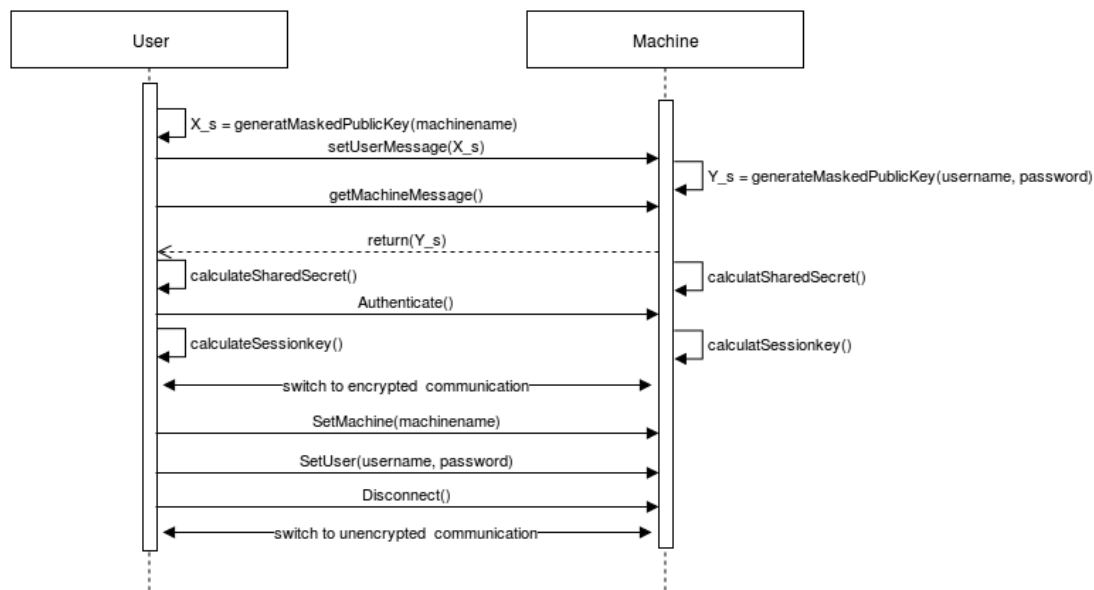 User
Machine
X_s = generatMaskedPublicKey(machinename)
setUserMessage(X_s)
Y_s = generateMaskedPublicKey(username, password)
getMachineMessage()
return(Y_s)
calculateSharedSecret()
calculatSharedSecret()
Authenticate()
calculateSessionkey()
calculatSessionkey()
switch to encrypted communication
SetMachine(machinename)
SetUser(username, password)
Disconnect()
switch to unencrypted communication